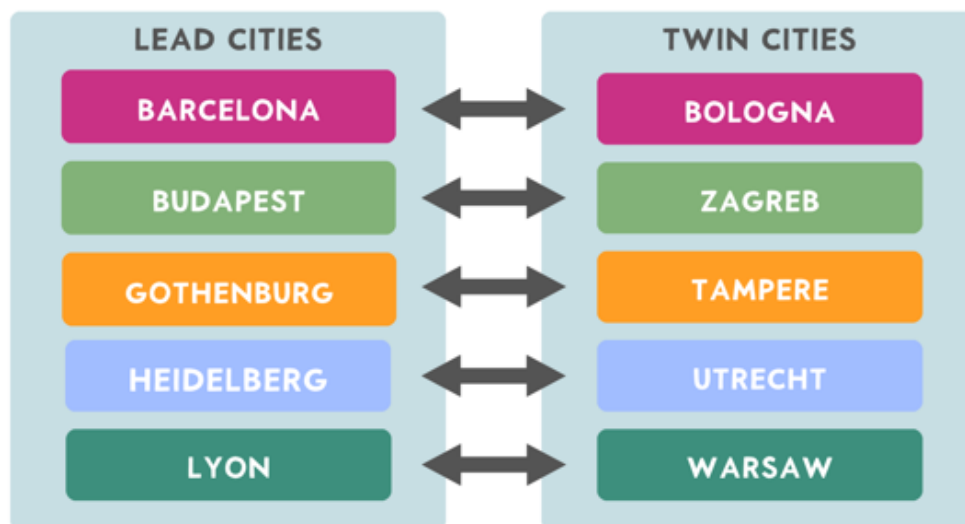 LEAD CITIES
BARCELONA
BUDAPEST
GOTHENBURG
HEIDELBERG
LYON
TWIN CITIES
BOLOGNA
ZAGREB
TAMPERE
UTRECHT
WARSAW